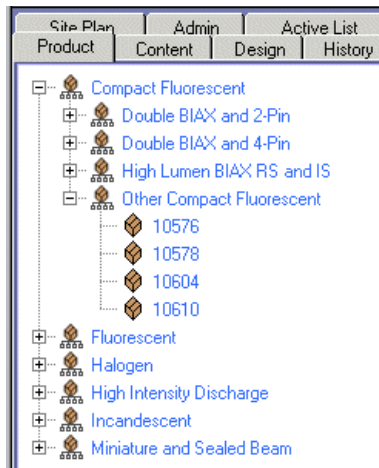 Site Plan Admin Active List
Product Content Design History
Compact Fluorescent
Double BIAX and 2-Pin
Double BIAX and 4-Pin
High Lumen BIAX RS and IS
Other Compact Fluorescent
10576
10578
10604
10610
Fluorescent
Halogen
High Intensity Discharge
Incandescent
Miniature and Sealed Beam